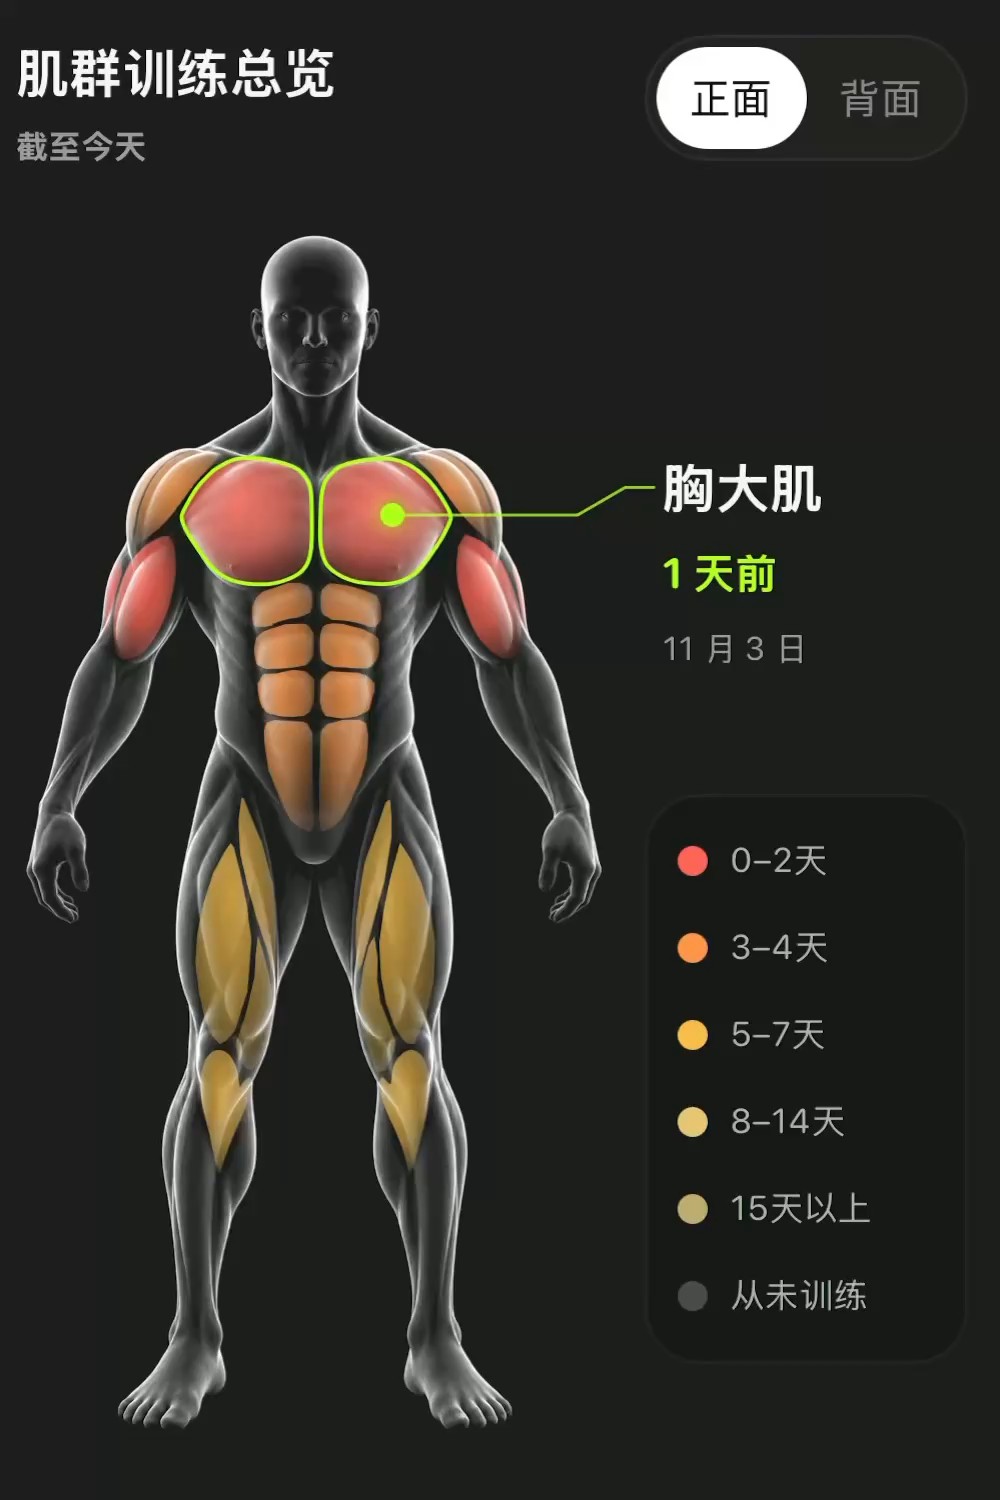 肌群训练总览
截至今天
正面
背面
胸大肌
1 天前
11 月 3 日
0–2天
3–4天
5–7天
8–14天
15天以上
从未训练